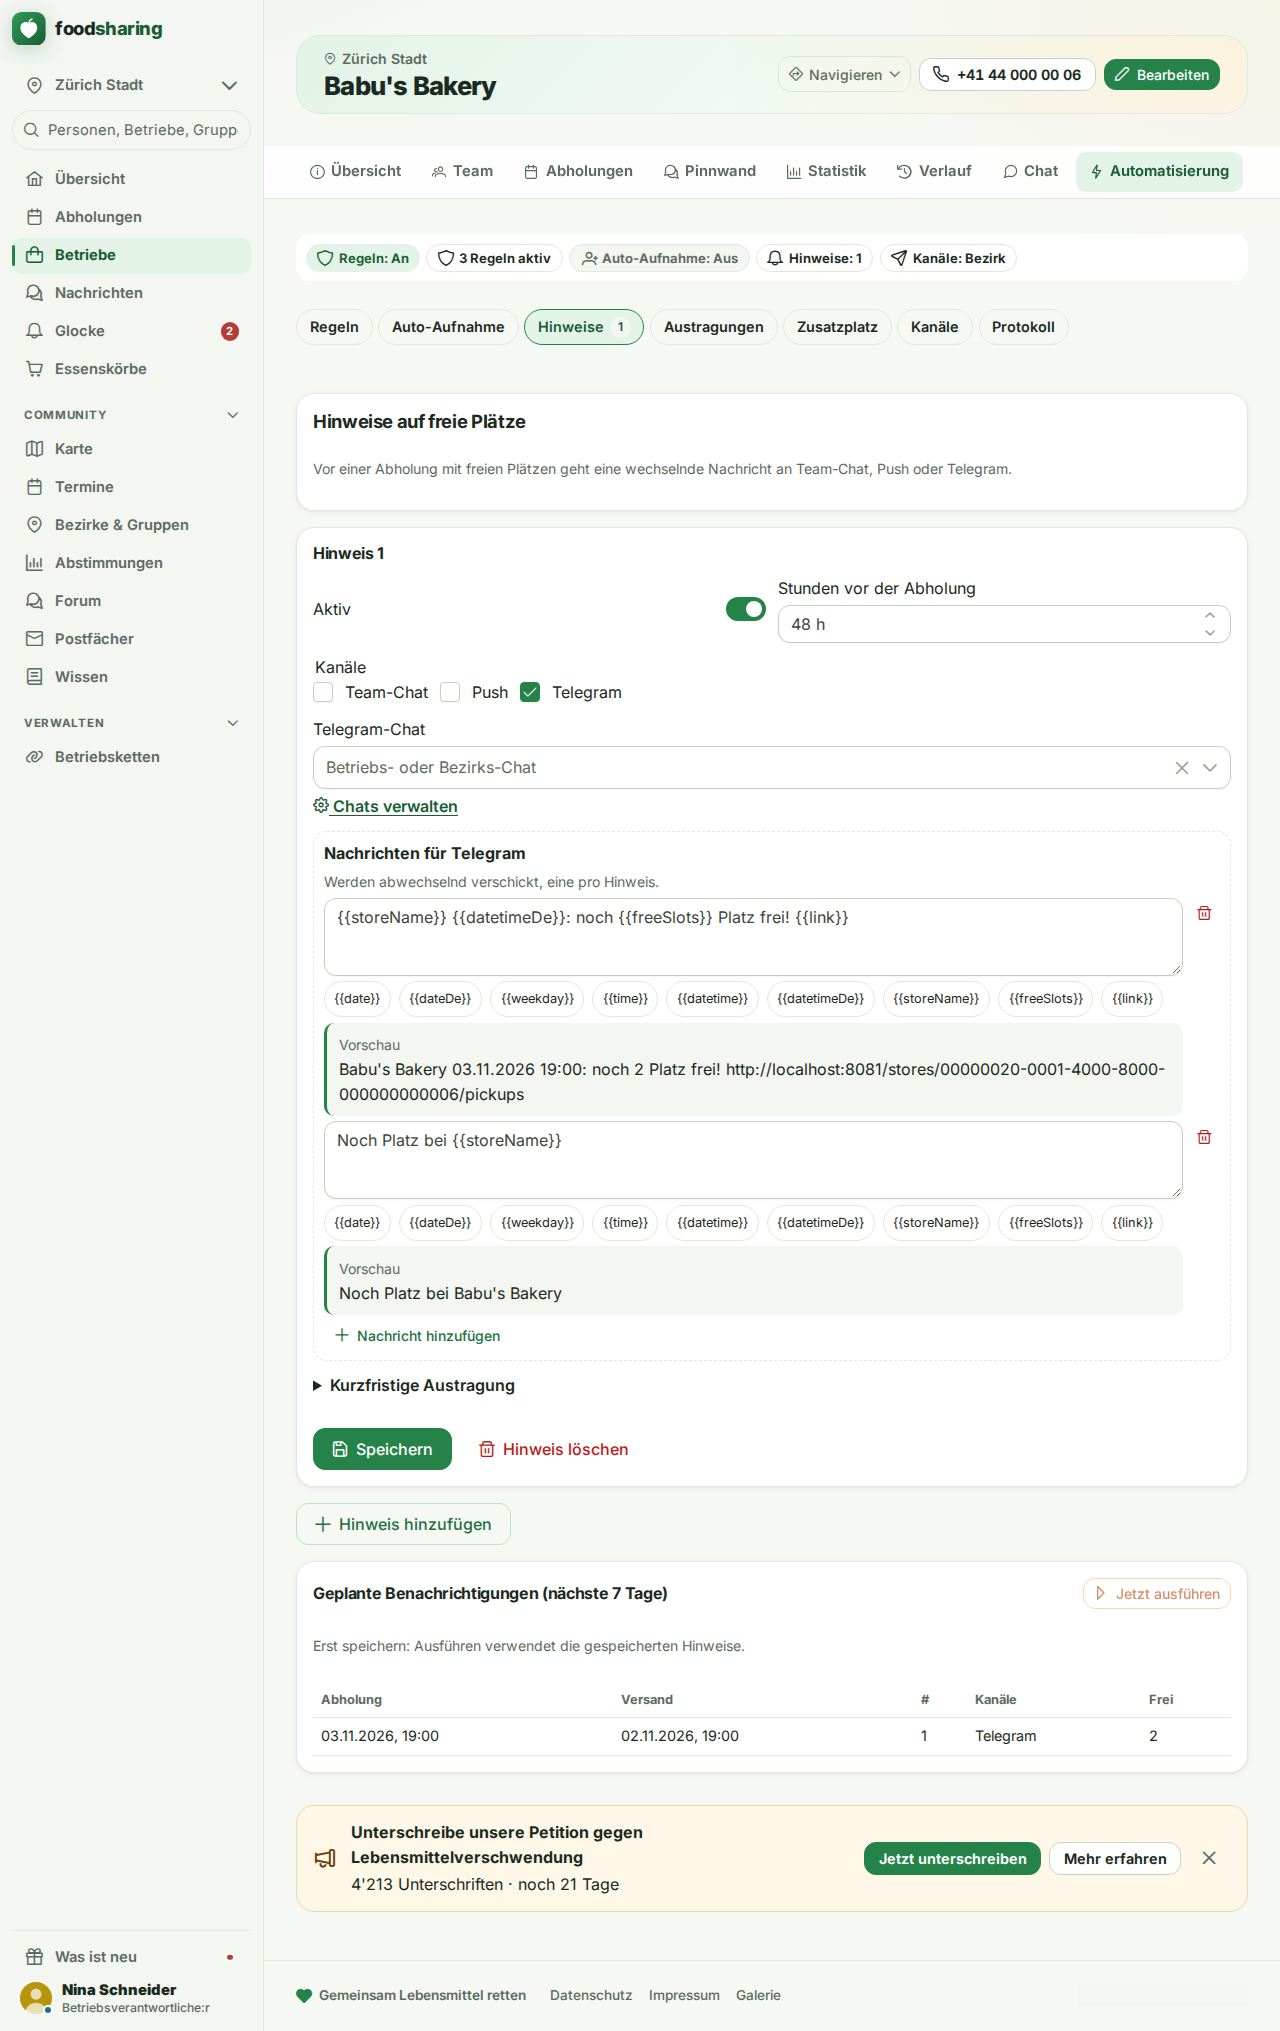 foodsharing
Zürich Stadt
Personen, Betriebe, Grupp
Übersicht
Abholungen
Betriebe
Nachrichten
Glocke 2
Essenskörbe
COMMUNITY
Karte
Termine
Bezirke & Gruppen
Abstimmungen
Forum
Postfächer
Wissen
VERWALTEN
Betriebsketten
Was ist neu
Nina Schneider
Betriebsverantwortliche:r
Zürich Stadt
Babu's Bakery
Navigieren
+41 44 000 00 06
Bearbeiten
Übersicht Team Abholungen Pinnwand Statistik Verlauf Chat Automatisierung
Regeln: An 3 Regeln aktiv Auto-Aufnahme: Aus Hinweise: 1 Kanäle: Bezirk
Regeln Auto-Aufnahme Hinweise 1 Austragungen Zusatzplatz Kanäle Protokoll
Hinweise auf freie Plätze
Vor einer Abholung mit freien Plätzen geht eine wechselnde Nachricht an Team-Chat, Push oder Telegram.
Hinweis 1
Aktiv
Stunden vor der Abholung
48 h
Kanäle
Team-Chat Push Telegram
Telegram-Chat
Betriebs- oder Bezirks-Chat
Chats verwalten
Nachrichten für Telegram
Werden abwechselnd verschickt, eine pro Hinweis.
{{storeName}} {{datetimeDe}}: noch {{freeSlots}} Platz frei! {{link}}
{{date}} {{dateDe}} {{weekday}} {{time}} {{datetime}} {{datetimeDe}} {{storeName}} {{freeSlots}} {{link}}
Vorschau
Babu's Bakery 03.11.2026 19:00: noch 2 Platz frei! http://localhost:8081/stores/00000020-0001-4000-8000-
000000000006/pickups
Noch Platz bei {{storeName}}
{{date}} {{dateDe}} {{weekday}} {{time}} {{datetime}} {{datetimeDe}} {{storeName}} {{freeSlots}} {{link}}
Vorschau
Noch Platz bei Babu's Bakery
Nachricht hinzufügen
Kurzfristige Austragung
Speichern
Hinweis löschen
Hinweis hinzufügen
Geplante Benachrichtigungen (nächste 7 Tage)
Jetzt ausführen
Erst speichern: Ausführen verwendet die gespeicherten Hinweise.
Abholung Versand # Kanäle Frei
03.11.2026, 19:00 02.11.2026, 19:00 1 Telegram 2
Unterschreibe unsere Petition gegen
Lebensmittelverschwendung
4'213 Unterschriften · noch 21 Tage
Jetzt unterschreiben
Mehr erfahren
Gemeinsam Lebensmittel retten Datenschutz Impressum Galerie